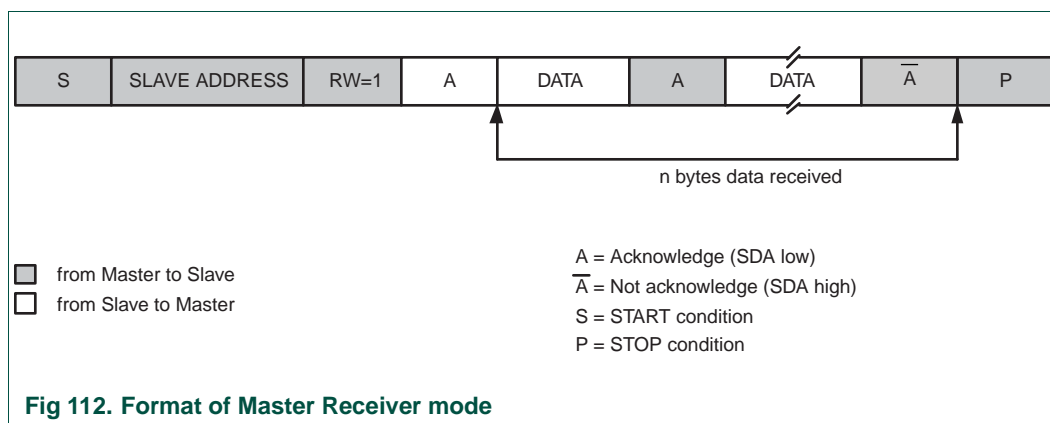 S SLAVE ADDRESS RW=1 A DATA A DATA A̅ P
n bytes data received
from Master to Slave
from Slave to Master
A = Acknowledge (SDA low)
A̅ = Not acknowledge (SDA high)
S = START condition
P = STOP condition
Fig 112. Format of Master Receiver mode